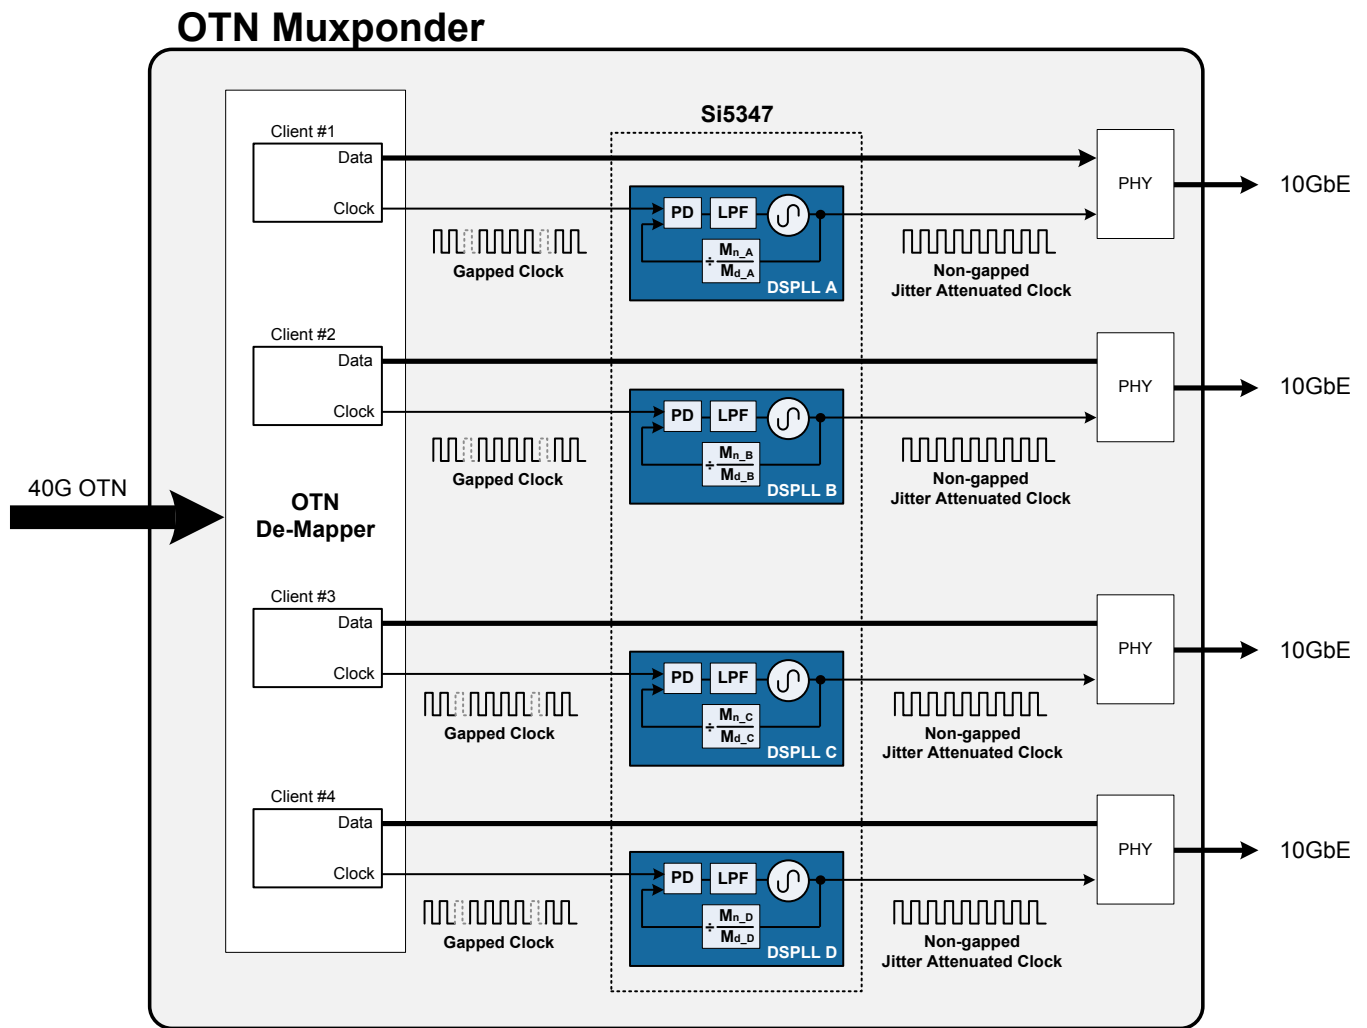 OTN Muxponder
Si5347
Client #1
Data
Clock
Gapped Clock
PD
LPF
÷ Mn_A
Md_A
DSPLL A
Non-gapped
Jitter Attenuated Clock
PHY
10GbE
Client #2
Data
Clock
Gapped Clock
PD
LPF
÷ Mn_B
Md_B
DSPLL B
Non-gapped
Jitter Attenuated Clock
PHY
10GbE
40G OTN
OTN
De-Mapper
Client #3
Data
Clock
Gapped Clock
PD
LPF
÷ Mn_C
Md_C
DSPLL C
Non-gapped
Jitter Attenuated Clock
PHY
10GbE
Client #4
Data
Clock
Gapped Clock
PD
LPF
÷ Mn_D
Md_D
DSPLL D
Non-gapped
Jitter Attenuated Clock
PHY
10GbE